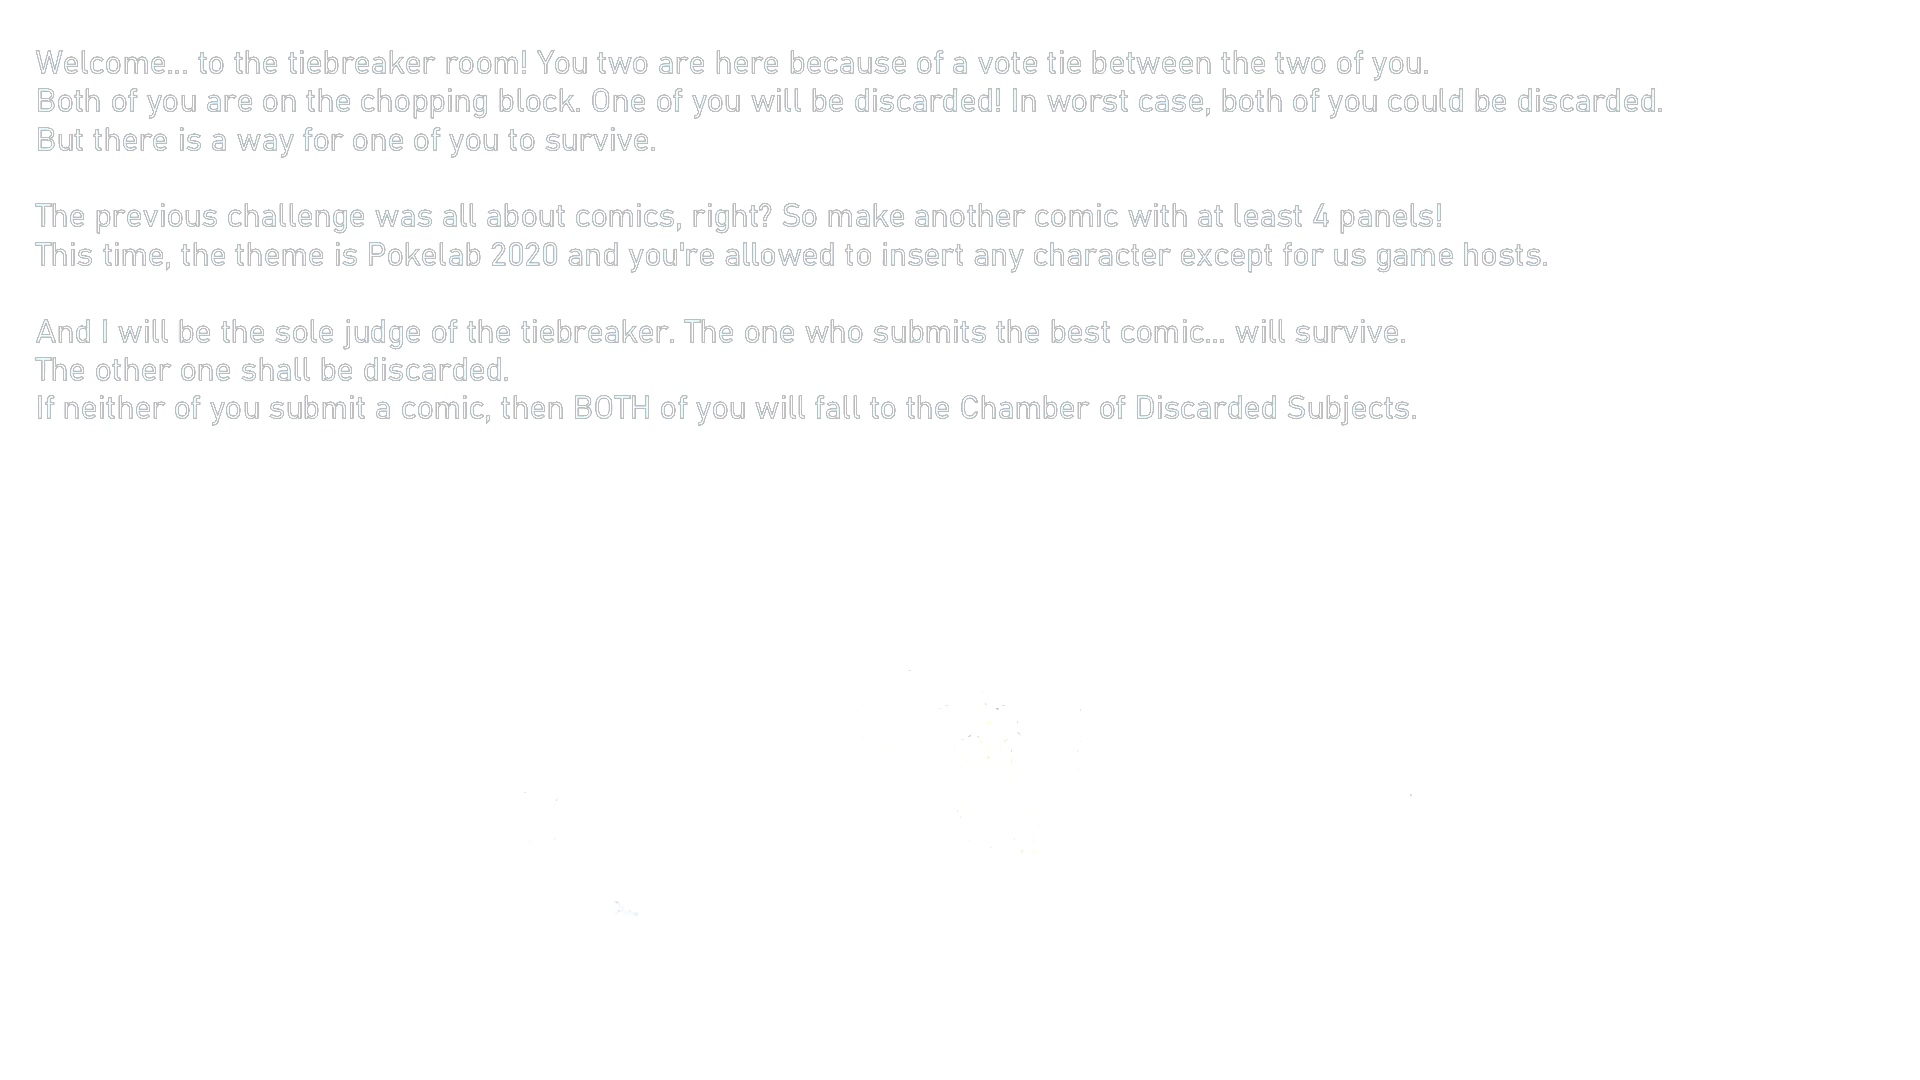 Welcome... to the tiebreaker room! You two are here because of a vote tie between the two of you.
Both of you are on the chopping block. One of you will be discarded! In worst case, both of you could be discarded.
But there is a way for one of you to survive.
The previous challenge was all about comics, right? So make another comic with at least 4 panels!
This time, the theme is Pokelab 2020 and you're allowed to insert any character except for us game hosts.
And I will be the sole judge of the tiebreaker. The one who submits the best comic... will survive.
The other one shall be discarded.
If neither of you submit a comic, then BOTH of you will fall to the Chamber of Discarded Subjects.